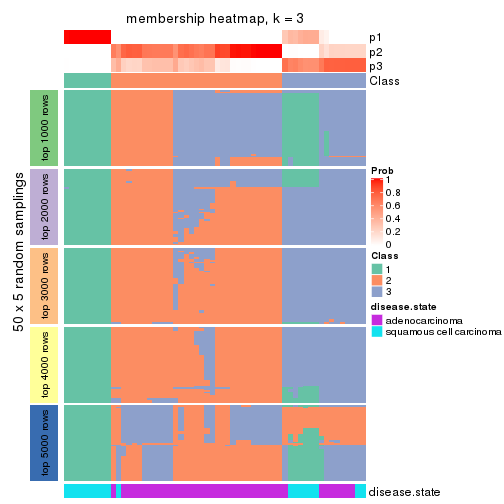 membership heatmap, k = 3
p1
p2
p3
Class
50 x 5 random samplings
top 1000 rows
top 2000 rows
top 3000 rows
top 4000 rows
top 5000 rows
Prob
1
0.8
0.6
0.4
0.2
0
Class
1
2
3
disease.state
adenocarcinoma
squamous cell carcinoma
disease.state